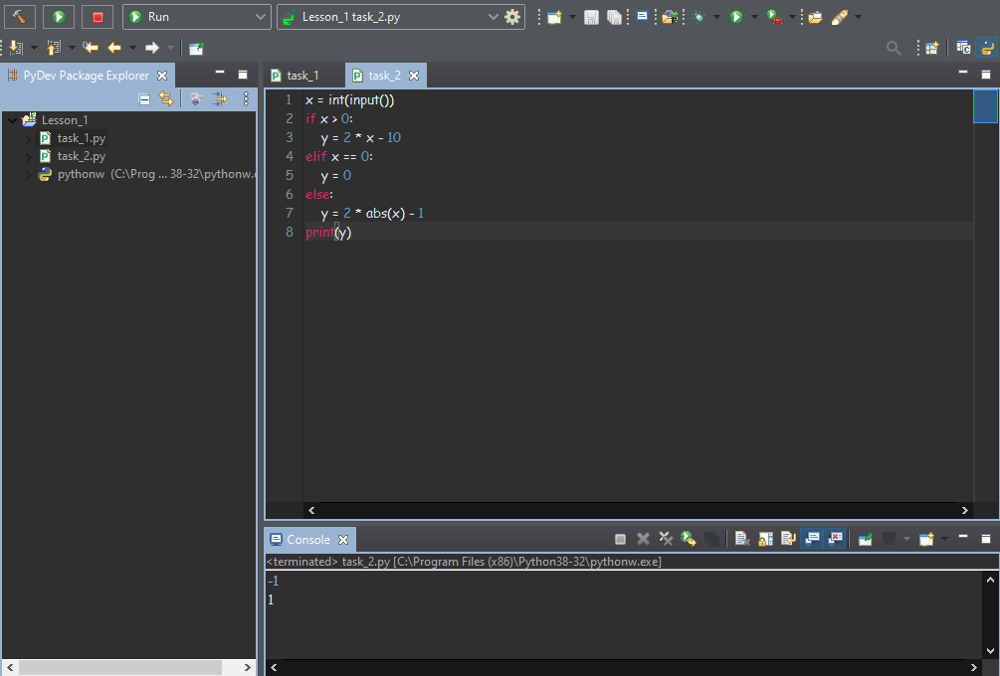 Run
Lesson_1 task_2.py
PyDev Package Explorer
task_1
task_2
Lesson_1
task_1.py
task_2.py
pythonw (C:\Prog ... 38-32\pythonw.
1 x = int(input())
2 if x > 0:
3 y = 2 * x - 10
4 elif x == 0:
5 y = 0
6 else:
7 y = 2 * abs(x) - 1
8 print(y)
Console
<terminated> task_2.py [C:\Program Files (x86)\Python38-32\pythonw.exe]
-1
1